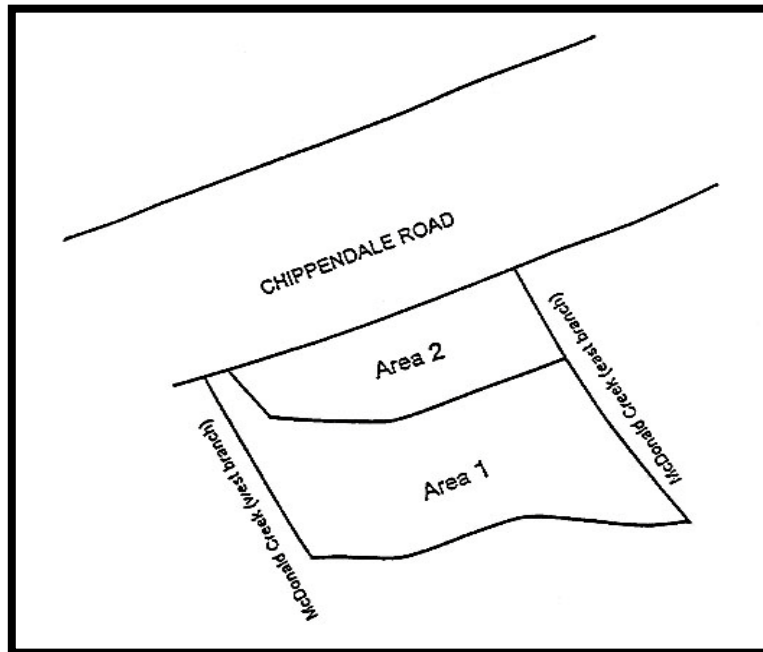 CHIPPENDALE ROAD
Area 2
McDonald Creek (east branch)
Area 1
McDonald Creek (west branch)